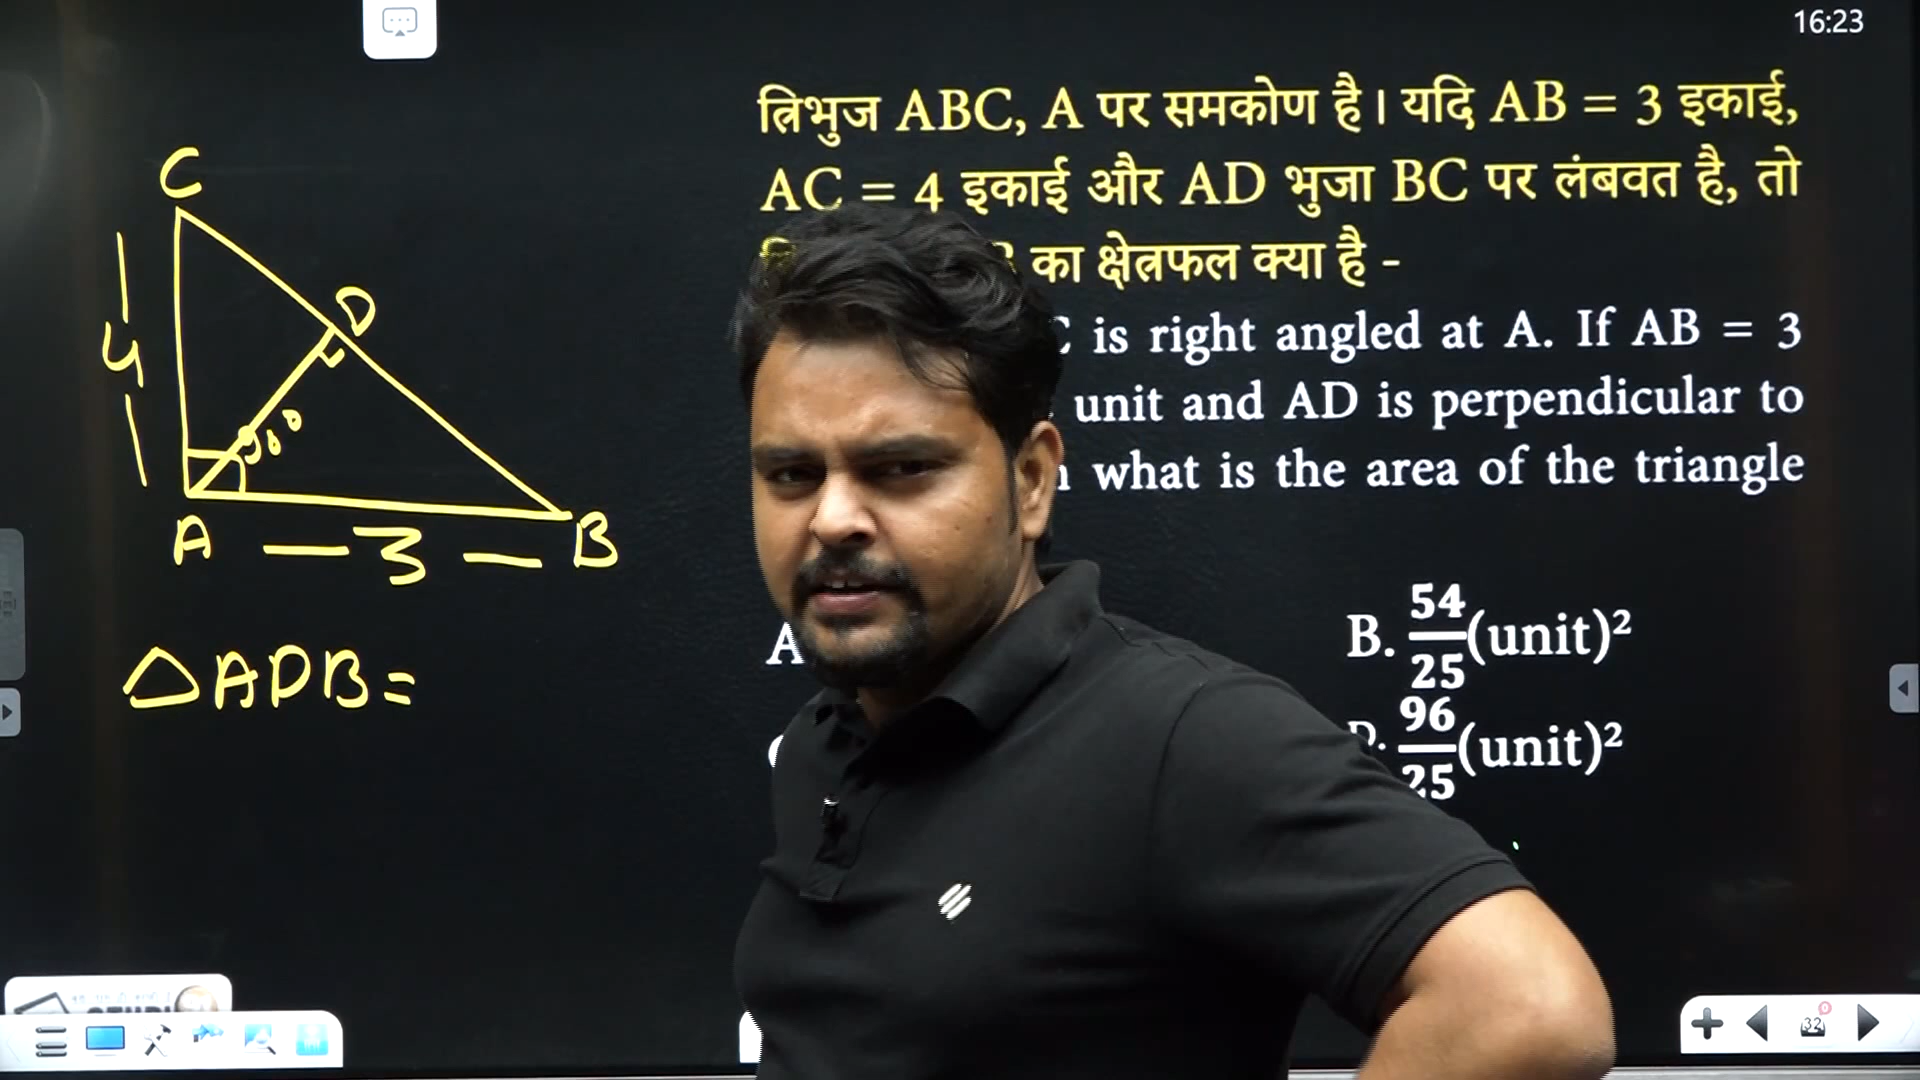 16:23
त्रिभुज ABC, A पर समकोण है। यदि AB = 3 इकाई,
AC = 4 इकाई और AD भुजा BC पर लंबवत है, तो
का क्षेत्रफल क्या है -
C is right angled at A. If AB = 3
unit and AD is perpendicular to
what is the area of the triangle
B. 54/25 (unit)²
D. 96/25 (unit)²
C
D
4
90°
A - 3 - B
△ADB=
32